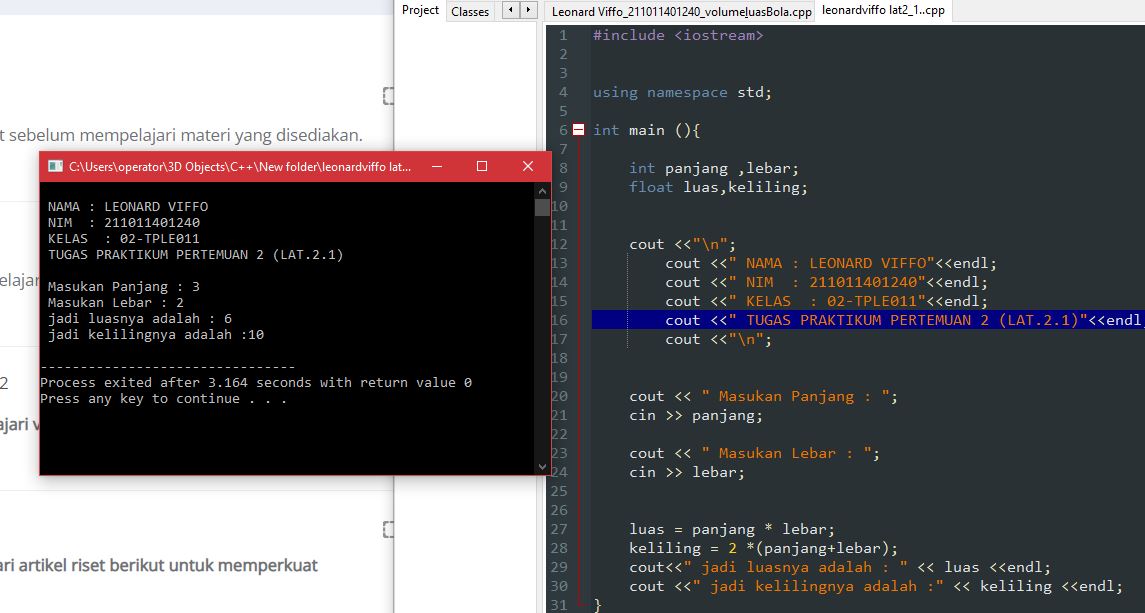 Project Classes
Leonard Viffo_211011401240_volumeluasBola.cpp leonardviffo lat2_1..cpp
t sebelum mempelajari materi yang disediakan.
elajar
2
ajari v
ri artikel riset berikut untuk memperkuat
C:\Users\operator\3D Objects\C++\New folder\leonardviffo lat...
NAMA : LEONARD VIFFO
NIM  : 211011401240
KELAS  : 02-TPLE011
TUGAS PRAKTIKUM PERTEMUAN 2 (LAT.2.1)
Masukan Panjang : 3
Masukan Lebar : 2
jadi luasnya adalah : 6
jadi kelilingnya adalah :10
--------------------------------
Process exited after 3.164 seconds with return value 0
Press any key to continue . . .
1 #include <iostream>
2
3
4 using namespace std;
5
6 int main (){
7
8 int panjang ,lebar;
9 float luas,keliling;
10
11
12 cout <<"\n";
13 cout <<" NAMA : LEONARD VIFFO"<<endl;
14 cout <<" NIM  : 211011401240"<<endl;
15 cout <<" KELAS  : 02-TPLE011"<<endl;
16 cout <<" TUGAS PRAKTIKUM PERTEMUAN 2 (LAT.2.1)"<<endl
17 cout <<"\n";
18
19
20 cout << " Masukan Panjang : ";
21 cin >> panjang;
22
23 cout << " Masukan Lebar : ";
24 cin >> lebar;
25
26
27 luas = panjang * lebar;
28 keliling = 2 *(panjang+lebar);
29 cout<<" jadi luasnya adalah : " << luas <<endl;
30 cout <<" jadi kelilingnya adalah :" << keliling <<endl;
31 }